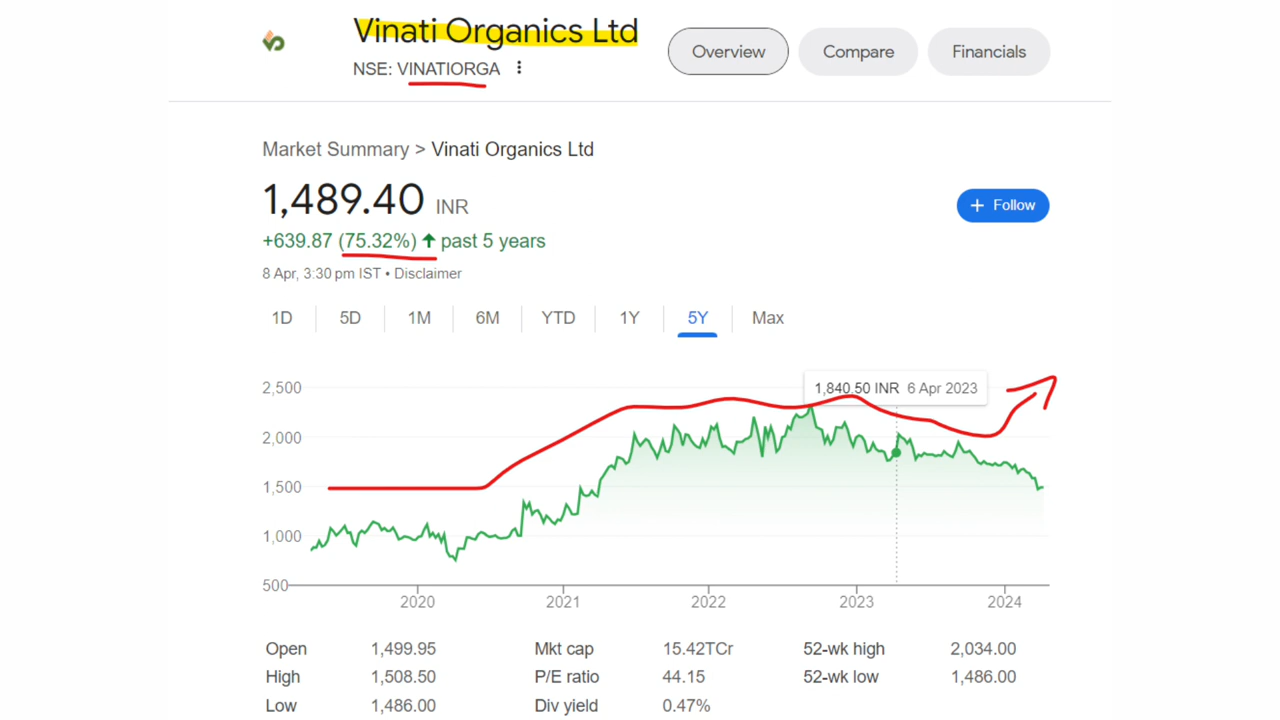 Vinati Organics Ltd
NSE: VINATIORGA
Overview
Compare
Financials
Market Summary > Vinati Organics Ltd
1,489.40 INR
+ Follow
+639.87 (75.32%) ↑ past 5 years
8 Apr, 3:30 pm IST • Disclaimer
1D 5D 1M 6M YTD 1Y 5Y Max
1,840.50 INR 6 Apr 2023
2,500
2,000
1,500
1,000
500
2020 2021 2022 2023 2024
Open 1,499.95 Mkt cap 15.42TCr 52-wk high 2,034.00
High 1,508.50 P/E ratio 44.15 52-wk low 1,486.00
Low 1,486.00 Div yield 0.47%